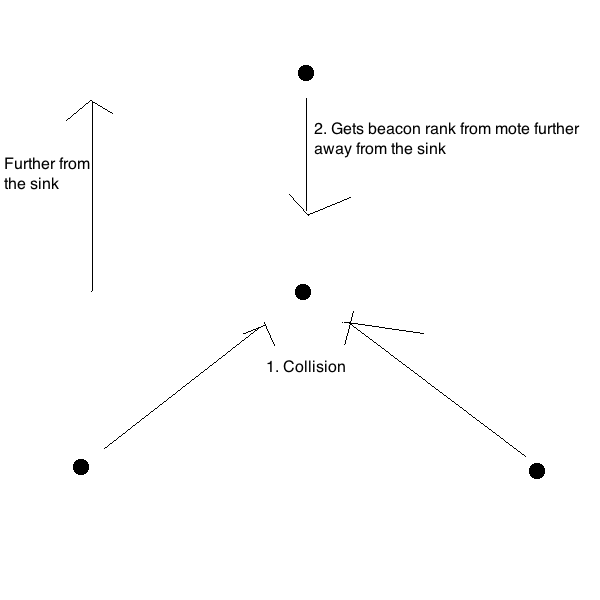 2. Gets beacon rank from mote further
away from the sink
Further from
the sink
1. Collision